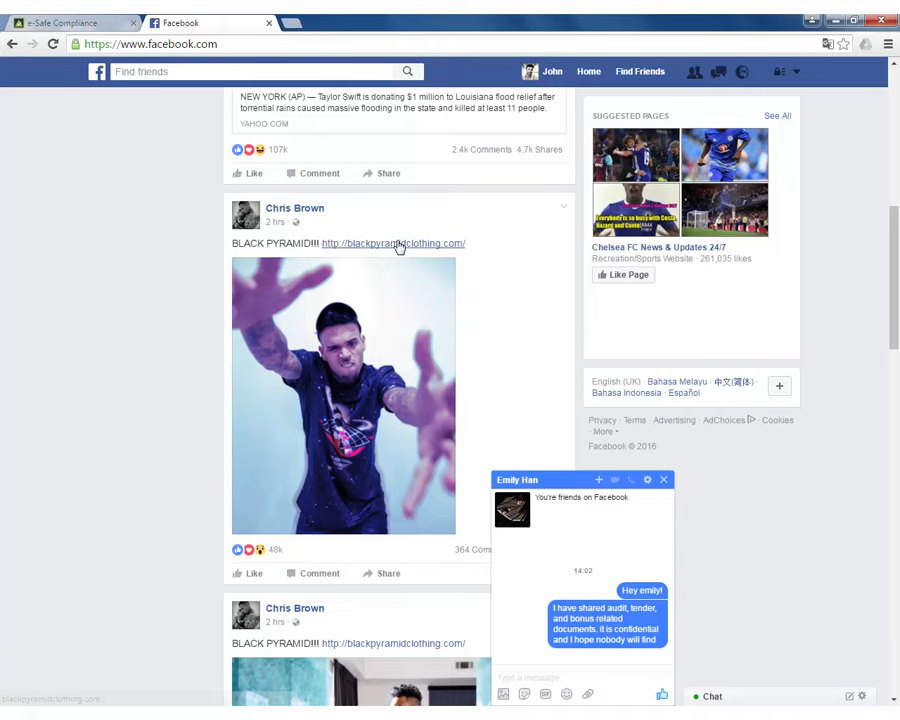 e-Safe Compliance
Facebook
https://www.facebook.com
Find friends
John
Home
Find Friends
NEW YORK (AP) — Taylor Swift is donating $1 million to Louisiana flood relief after
torrential rains caused massive flooding in the state and killed at least 11 people.
YAHOO.COM
107k
2.4k Comments 4.7k Shares
Like
Comment
Share
Chris Brown
2 hrs ·
BLACK PYRAMID!!! http://blackpyramidclothing.com/
48k
364 Com
Like
Comment
Share
Chris Brown
2 hrs ·
BLACK PYRAMID!!! http://blackpyramidclothing.com/
SUGGESTED PAGES
See All
Chelsea FC News & Updates 24/7
Recreation/Sports Website · 261,035 likes
Like Page
English (UK) · Bahasa Melayu · 中文(简体) ·
Bahasa Indonesia · Español
Privacy · Terms · Advertising · AdChoices · Cookies
· More
Facebook © 2016
Emily Han
You're friends on Facebook
14:02
Hey emily!
I have shared audit, tender,
and bonus related
documents. it is confidential
and I hope nobody will find
Type a message...
GIF
Chat
blackpyramidclothing.com